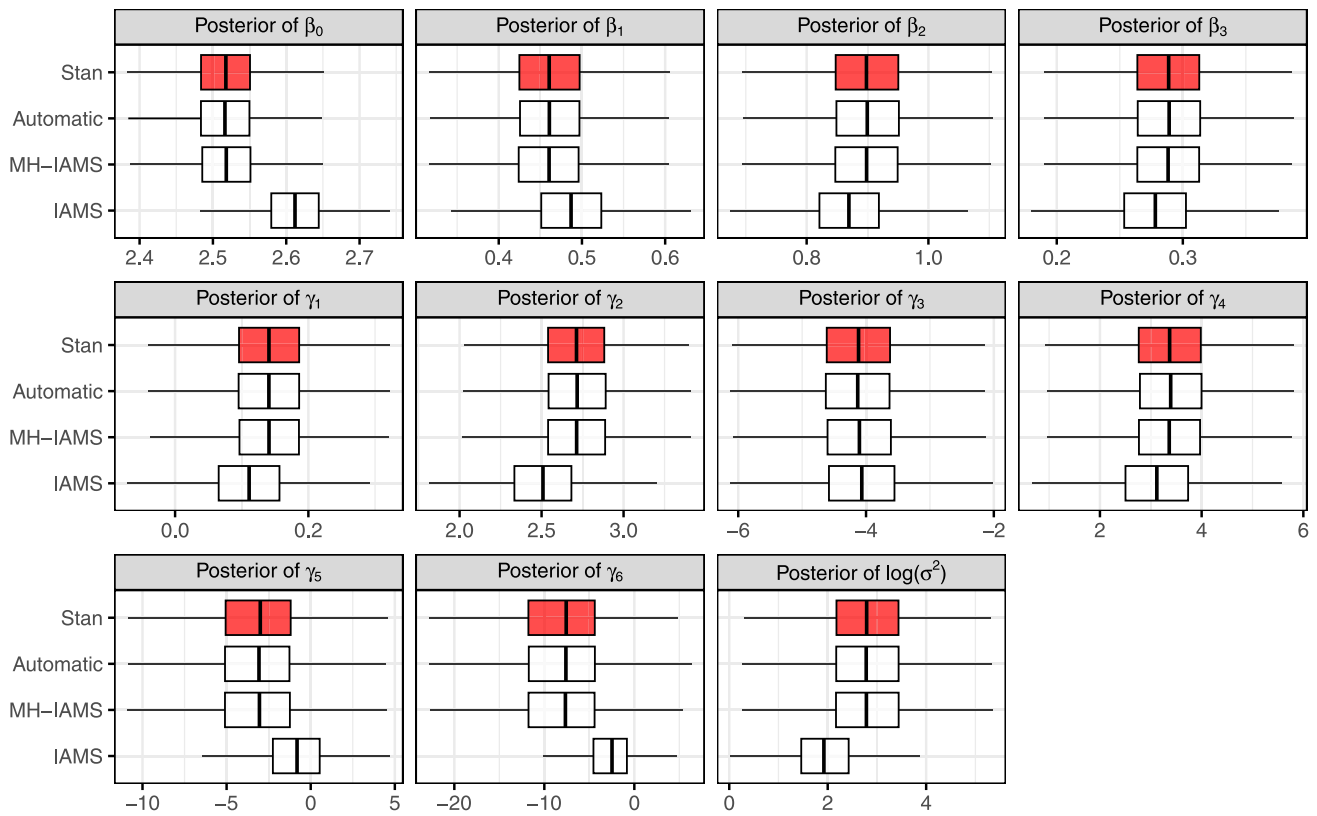 Posterior of β₀ Posterior of β₁ Posterior of β₂ Posterior of β₃
Stan
Automatic
MH−IAMS
IAMS
2.4 2.5 2.6 2.7 0.4 0.5 0.6 0.8 1.0 0.2 0.3
Posterior of γ₁ Posterior of γ₂ Posterior of γ₃ Posterior of γ₄
Stan
Automatic
MH−IAMS
IAMS
0.0 0.2 2.0 2.5 3.0 −6 −4 −2 2 4 6
Posterior of γ₅ Posterior of γ₆ Posterior of log(σ²)
Stan
Automatic
MH−IAMS
IAMS
−10 −5 0 5 −20 −10 0 0 2 4